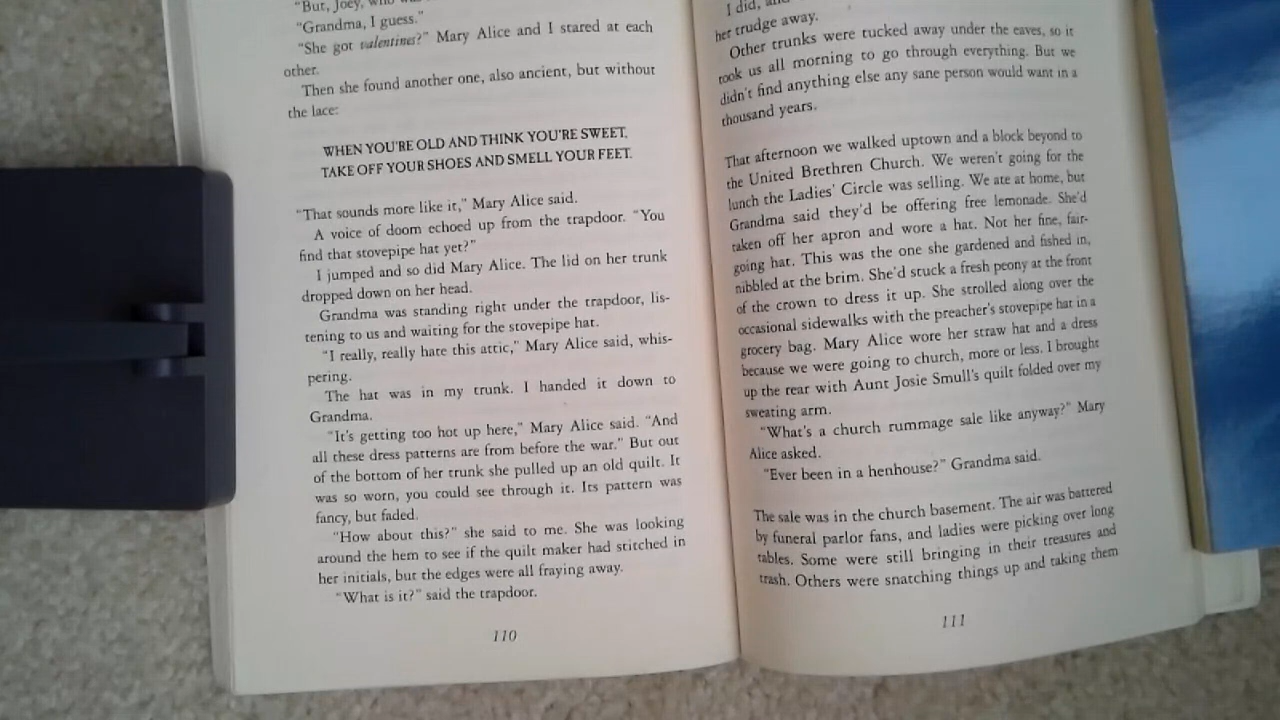 "But, Joey, who was
"Grandma, I guess."
"She got valentines?" Mary Alice and I stared at each
other.
Then she found another one, also ancient, but without
the lace:
WHEN YOU'RE OLD AND THINK YOU'RE SWEET,
TAKE OFF YOUR SHOES AND SMELL YOUR FEET.
"That sounds more like it," Mary Alice said.
A voice of doom echoed up from the trapdoor. "You
find that stovepipe hat yet?"
I jumped and so did Mary Alice. The lid on her trunk
dropped down on her head.
Grandma was standing right under the trapdoor, lis-
tening to us and waiting for the stovepipe hat.
"I really, really hate this attic," Mary Alice said, whis-
pering.
The hat was in my trunk. I handed it down to
Grandma.
"It's getting too hot up here," Mary Alice said. "And
all these dress patterns are from before the war." But out
of the bottom of her trunk she pulled up an old quilt. It
was so worn, you could see through it. Its pattern was
fancy, but faded.
"How about this?" she said to me. She was looking
around the hem to see if the quilt maker had stitched in
her initials, but the edges were all fraying away.
"What is it?" said the trapdoor.
110
I did, and
her trudge away.
Other trunks were tucked away under the eaves, so it
took us all morning to go through everything. But we
didn't find anything else any sane person would want in a
thousand years.
That afternoon we walked uptown and a block beyond to
the United Brethren Church. We weren't going for the
lunch the Ladies' Circle was selling. We ate at home, but
Grandma said they'd be offering free lemonade. She'd
taken off her apron and wore a hat. Not her fine, fair-
going hat. This was the one she gardened and fished in,
nibbled at the brim. She'd stuck a fresh peony at the front
of the crown to dress it up. She strolled along over the
occasional sidewalks with the preacher's stovepipe hat in a
grocery bag. Mary Alice wore her straw hat and a dress
because we were going to church, more or less. I brought
up the rear with Aunt Josie Smull's quilt folded over my
sweating arm.
"What's a church rummage sale like anyway?" Mary
Alice asked.
"Ever been in a henhouse?" Grandma said.
The sale was in the church basement. The air was battered
by funeral parlor fans, and ladies were picking over long
tables. Some were still bringing in their treasures and
trash. Others were snatching things up and taking them
111